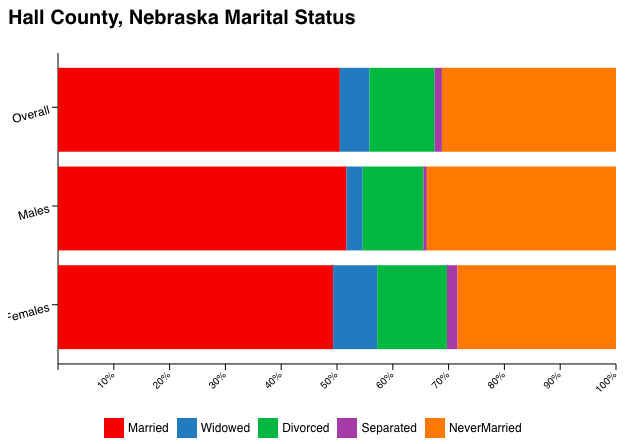 Hall County, Nebraska Marital Status
Overall
Males
Females
10% 20% 30% 40% 50% 60% 70% 80% 90% 100%
Married Widowed Divorced Separated NeverMarried